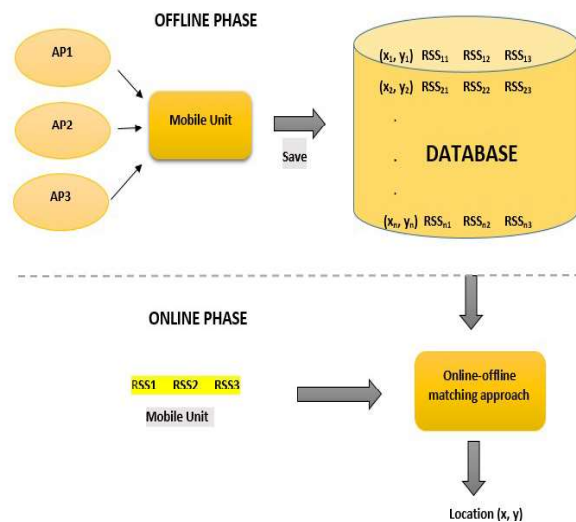 OFFLINE PHASE
AP1
AP2
AP3
Mobile Unit
Save
(x₁, y₁) RSS₁₁ RSS₁₂ RSS₁₃
(x₂, y₂) RSS₂₁ RSS₂₂ RSS₂₃
.
.
DATABASE
.
(xₙ, yₙ) RSSₙ₁ RSSₙ₂ RSSₙ₃
ONLINE PHASE
RSS1 RSS2 RSS3
Mobile Unit
Online-offline
matching approach
Location (x, y)